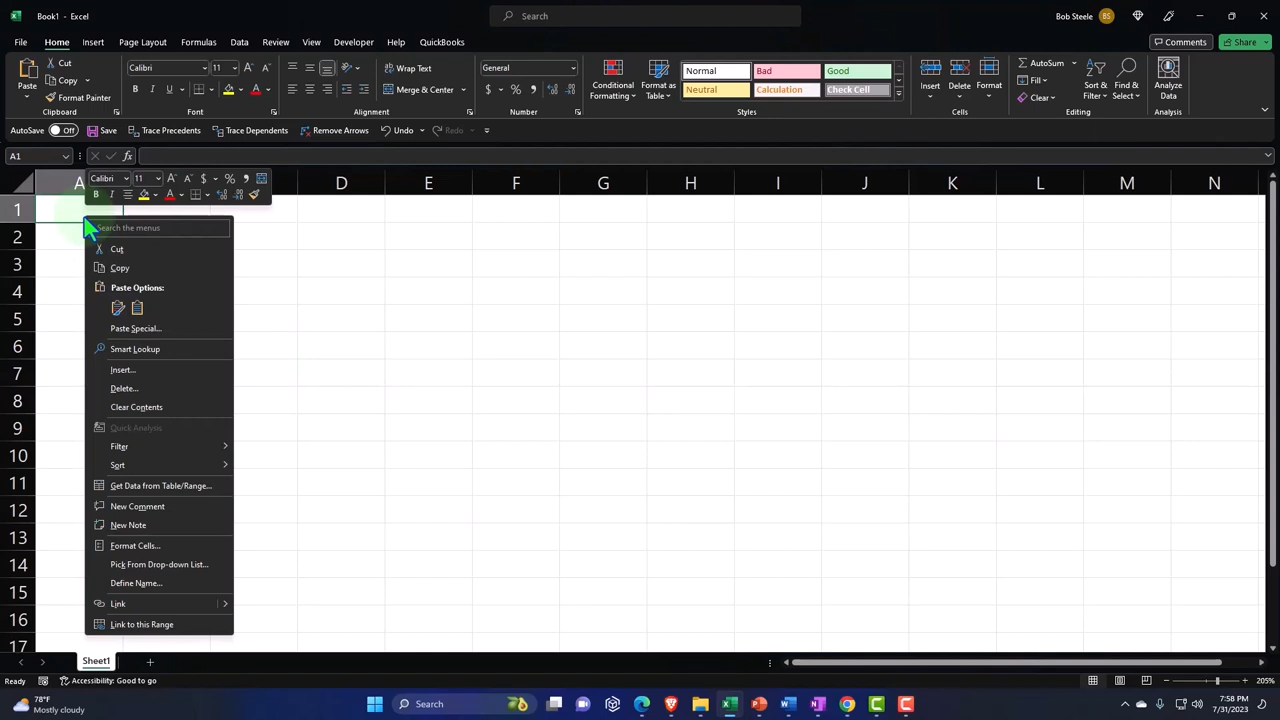 Book1 - Excel
Search
Bob Steele BS
File Home Insert Page Layout Formulas Data Review View Developer Help QuickBooks
Comments Share
Paste
Cut
Copy
Format Painter
Clipboard
Calibri 11
B I U
Font
Wrap Text
Merge & Center
Alignment
General
$ % 9
Number
Conditional Formatting
Format as Table
Normal Bad Good
Neutral Calculation Check Cell
Styles
Insert Delete Format
Cells
AutoSum
Fill
Clear
Sort & Filter
Find & Select
Editing
Analyze Data
Analysis
AutoSave Off Save Trace Precedents Trace Dependents Remove Arrows Undo Redo
A1 fx
Calibri 11 A A $ % 9
B I A
A D E F G H I J K L M N
1
2
3
4
5
6
7
8
9
10
11
12
13
14
15
16
17
Search the menus
Cut
Copy
Paste Options:
Paste Special...
Smart Lookup
Insert...
Delete...
Clear Contents
Quick Analysis
Filter
Sort
Get Data from Table/Range...
New Comment
New Note
Format Cells...
Pick From Drop-down List...
Define Name...
Link
Link to this Range
Sheet1
Ready Accessibility: Good to go 205%
78°F
Mostly cloudy
Search
7:58 PM
7/31/2023